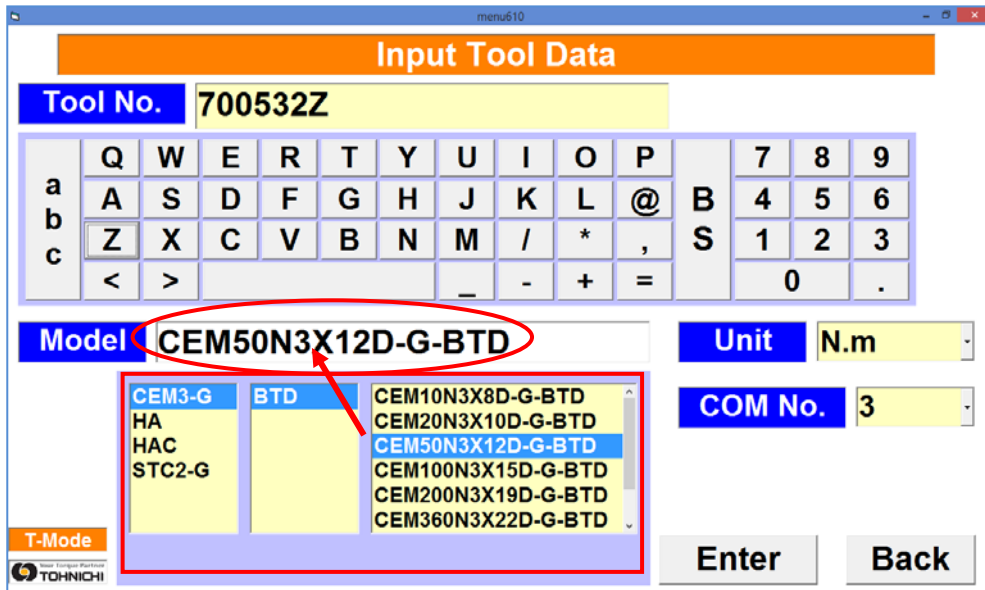 menu610
Input Tool Data
Tool No. 700532Z
Q W E R T Y U I O P 7 8 9
a b c
A S D F G H J K L @ B S 4 5 6
Z X C V B N M / * , 1 2 3
< > _ - + = 0 .
Model CEM50N3X12D-G-BTD Unit N.m
COM No. 3
CEM3-G BTD CEM10N3X8D-G-BTD
HA CEM20N3X10D-G-BTD
HAC CEM50N3X12D-G-BTD
STC2-G CEM100N3X15D-G-BTD
CEM200N3X19D-G-BTD
CEM360N3X22D-G-BTD
T-Mode
Your Torque Partner
TOHNICHI
Enter Back